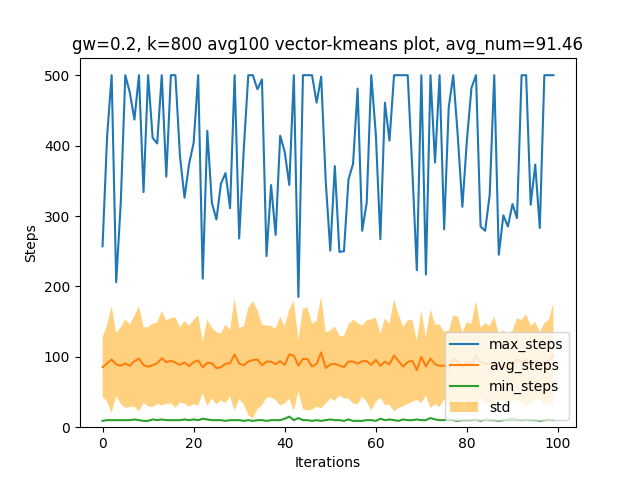 gw=0.2, k=800 avg100 vector-kmeans plot, avg_num=91.46
500
400
300
200
100
0
Steps
max_steps
avg_steps
min_steps
std
0
20
40
60
80
100
Iterations